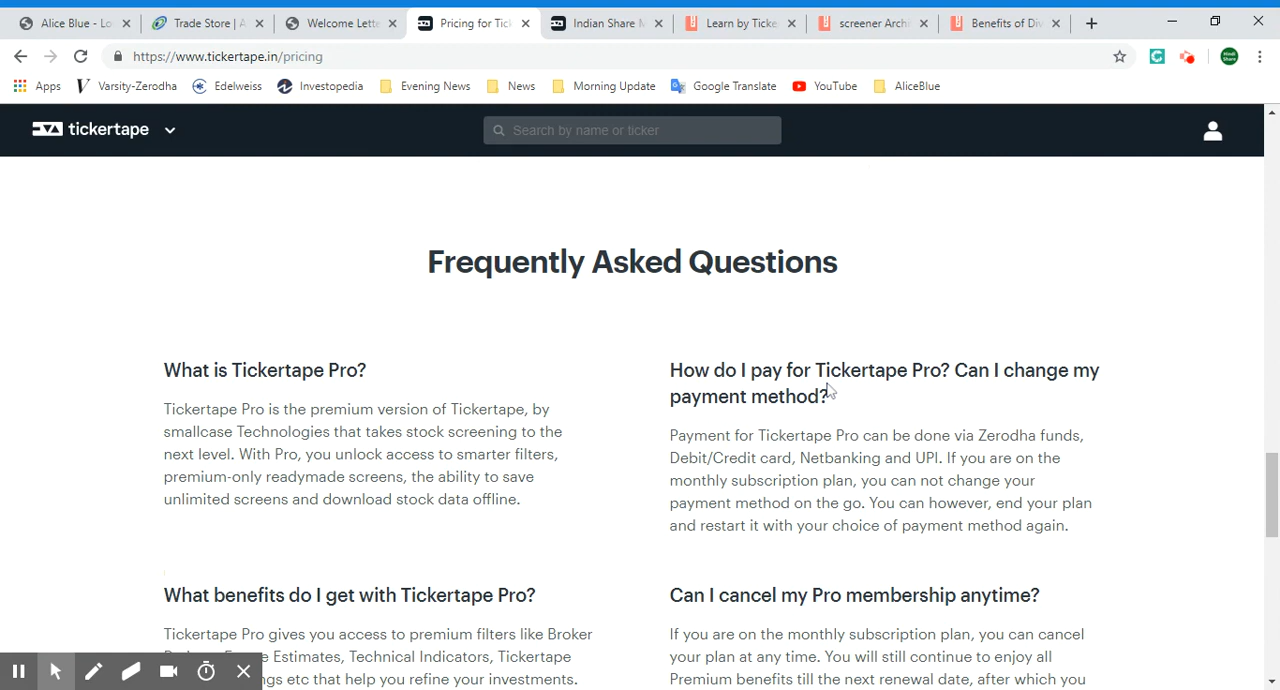 Alice Blue - Lo
Trade Store | A
Welcome Lette
Pricing for Tick
Indian Share M
Learn by Ticke
screener Archi
Benefits of Div
https://www.tickertape.in/pricing
Apps
Varsity-Zerodha
Edelweiss
Investopedia
Evening News
News
Morning Update
Google Translate
YouTube
AliceBlue
tickertape
Search by name or ticker
Frequently Asked Questions
What is Tickertape Pro?
Tickertape Pro is the premium version of Tickertape, by
smallcase Technologies that takes stock screening to the
next level. With Pro, you unlock access to smarter filters,
premium-only readymade screens, the ability to save
unlimited screens and download stock data offline.
How do I pay for Tickertape Pro? Can I change my
payment method?
Payment for Tickertape Pro can be done via Zerodha funds,
Debit/Credit card, Netbanking and UPI. If you are on the
monthly subscription plan, you can not change your
payment method on the go. You can however, end your plan
and restart it with your choice of payment method again.
What benefits do I get with Tickertape Pro?
Tickertape Pro gives you access to premium filters like Broker
Estimates, Technical Indicators, Tickertape
etc that help you refine your investments.
Can I cancel my Pro membership anytime?
If you are on the monthly subscription plan, you can cancel
your plan at any time. You will still continue to enjoy all
Premium benefits till the next renewal date, after which you